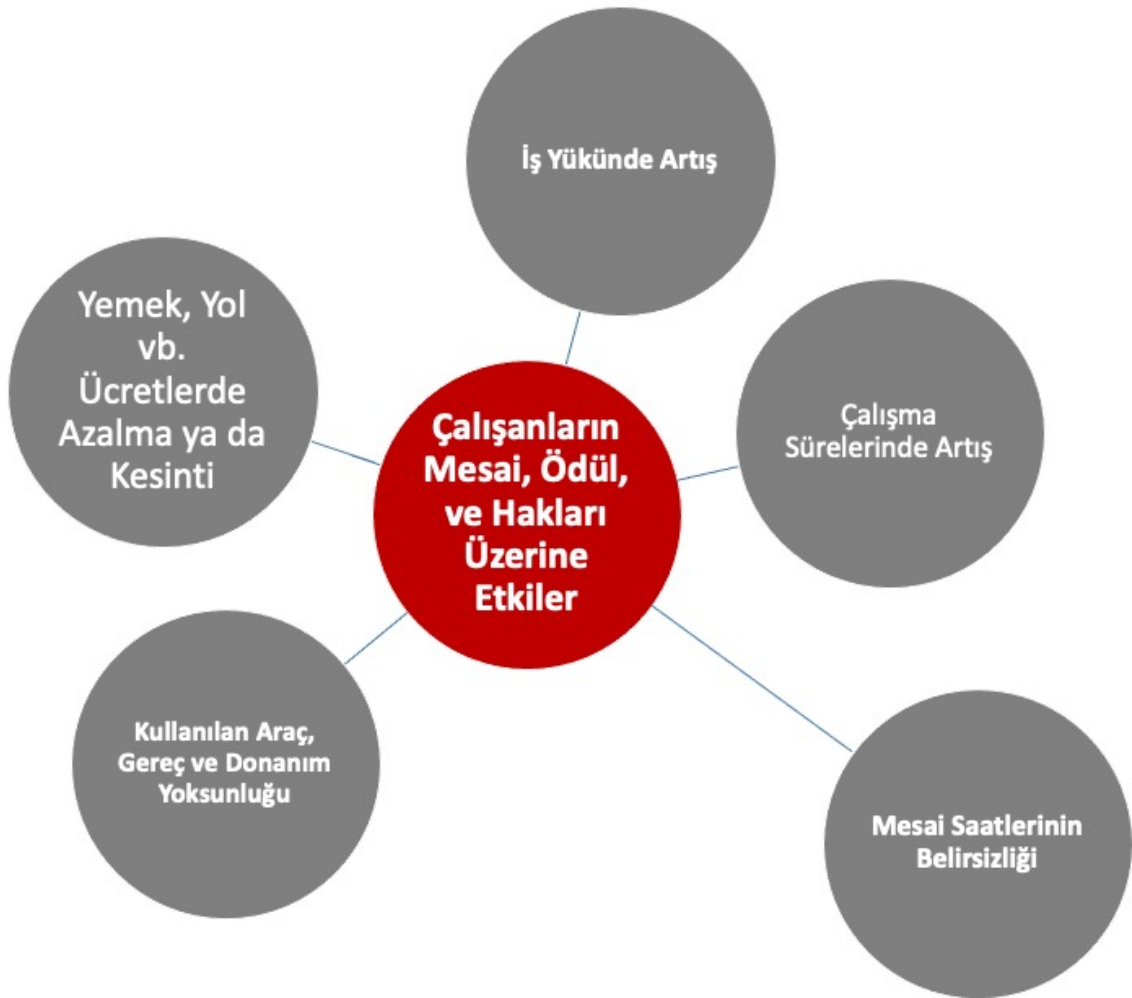 İş Yükünde Artış
Yemek, Yol
vb.
Ücretlerde
Azalma ya da
Kesinti
Çalışma
Sürelerinde Artış
Çalışanların
Mesai, Ödül,
ve Hakları
Üzerine
Etkiler
Kullanılan Araç,
Gereç ve Donanım
Yoksunluğu
Mesai Saatlerinin
Belirsizliği